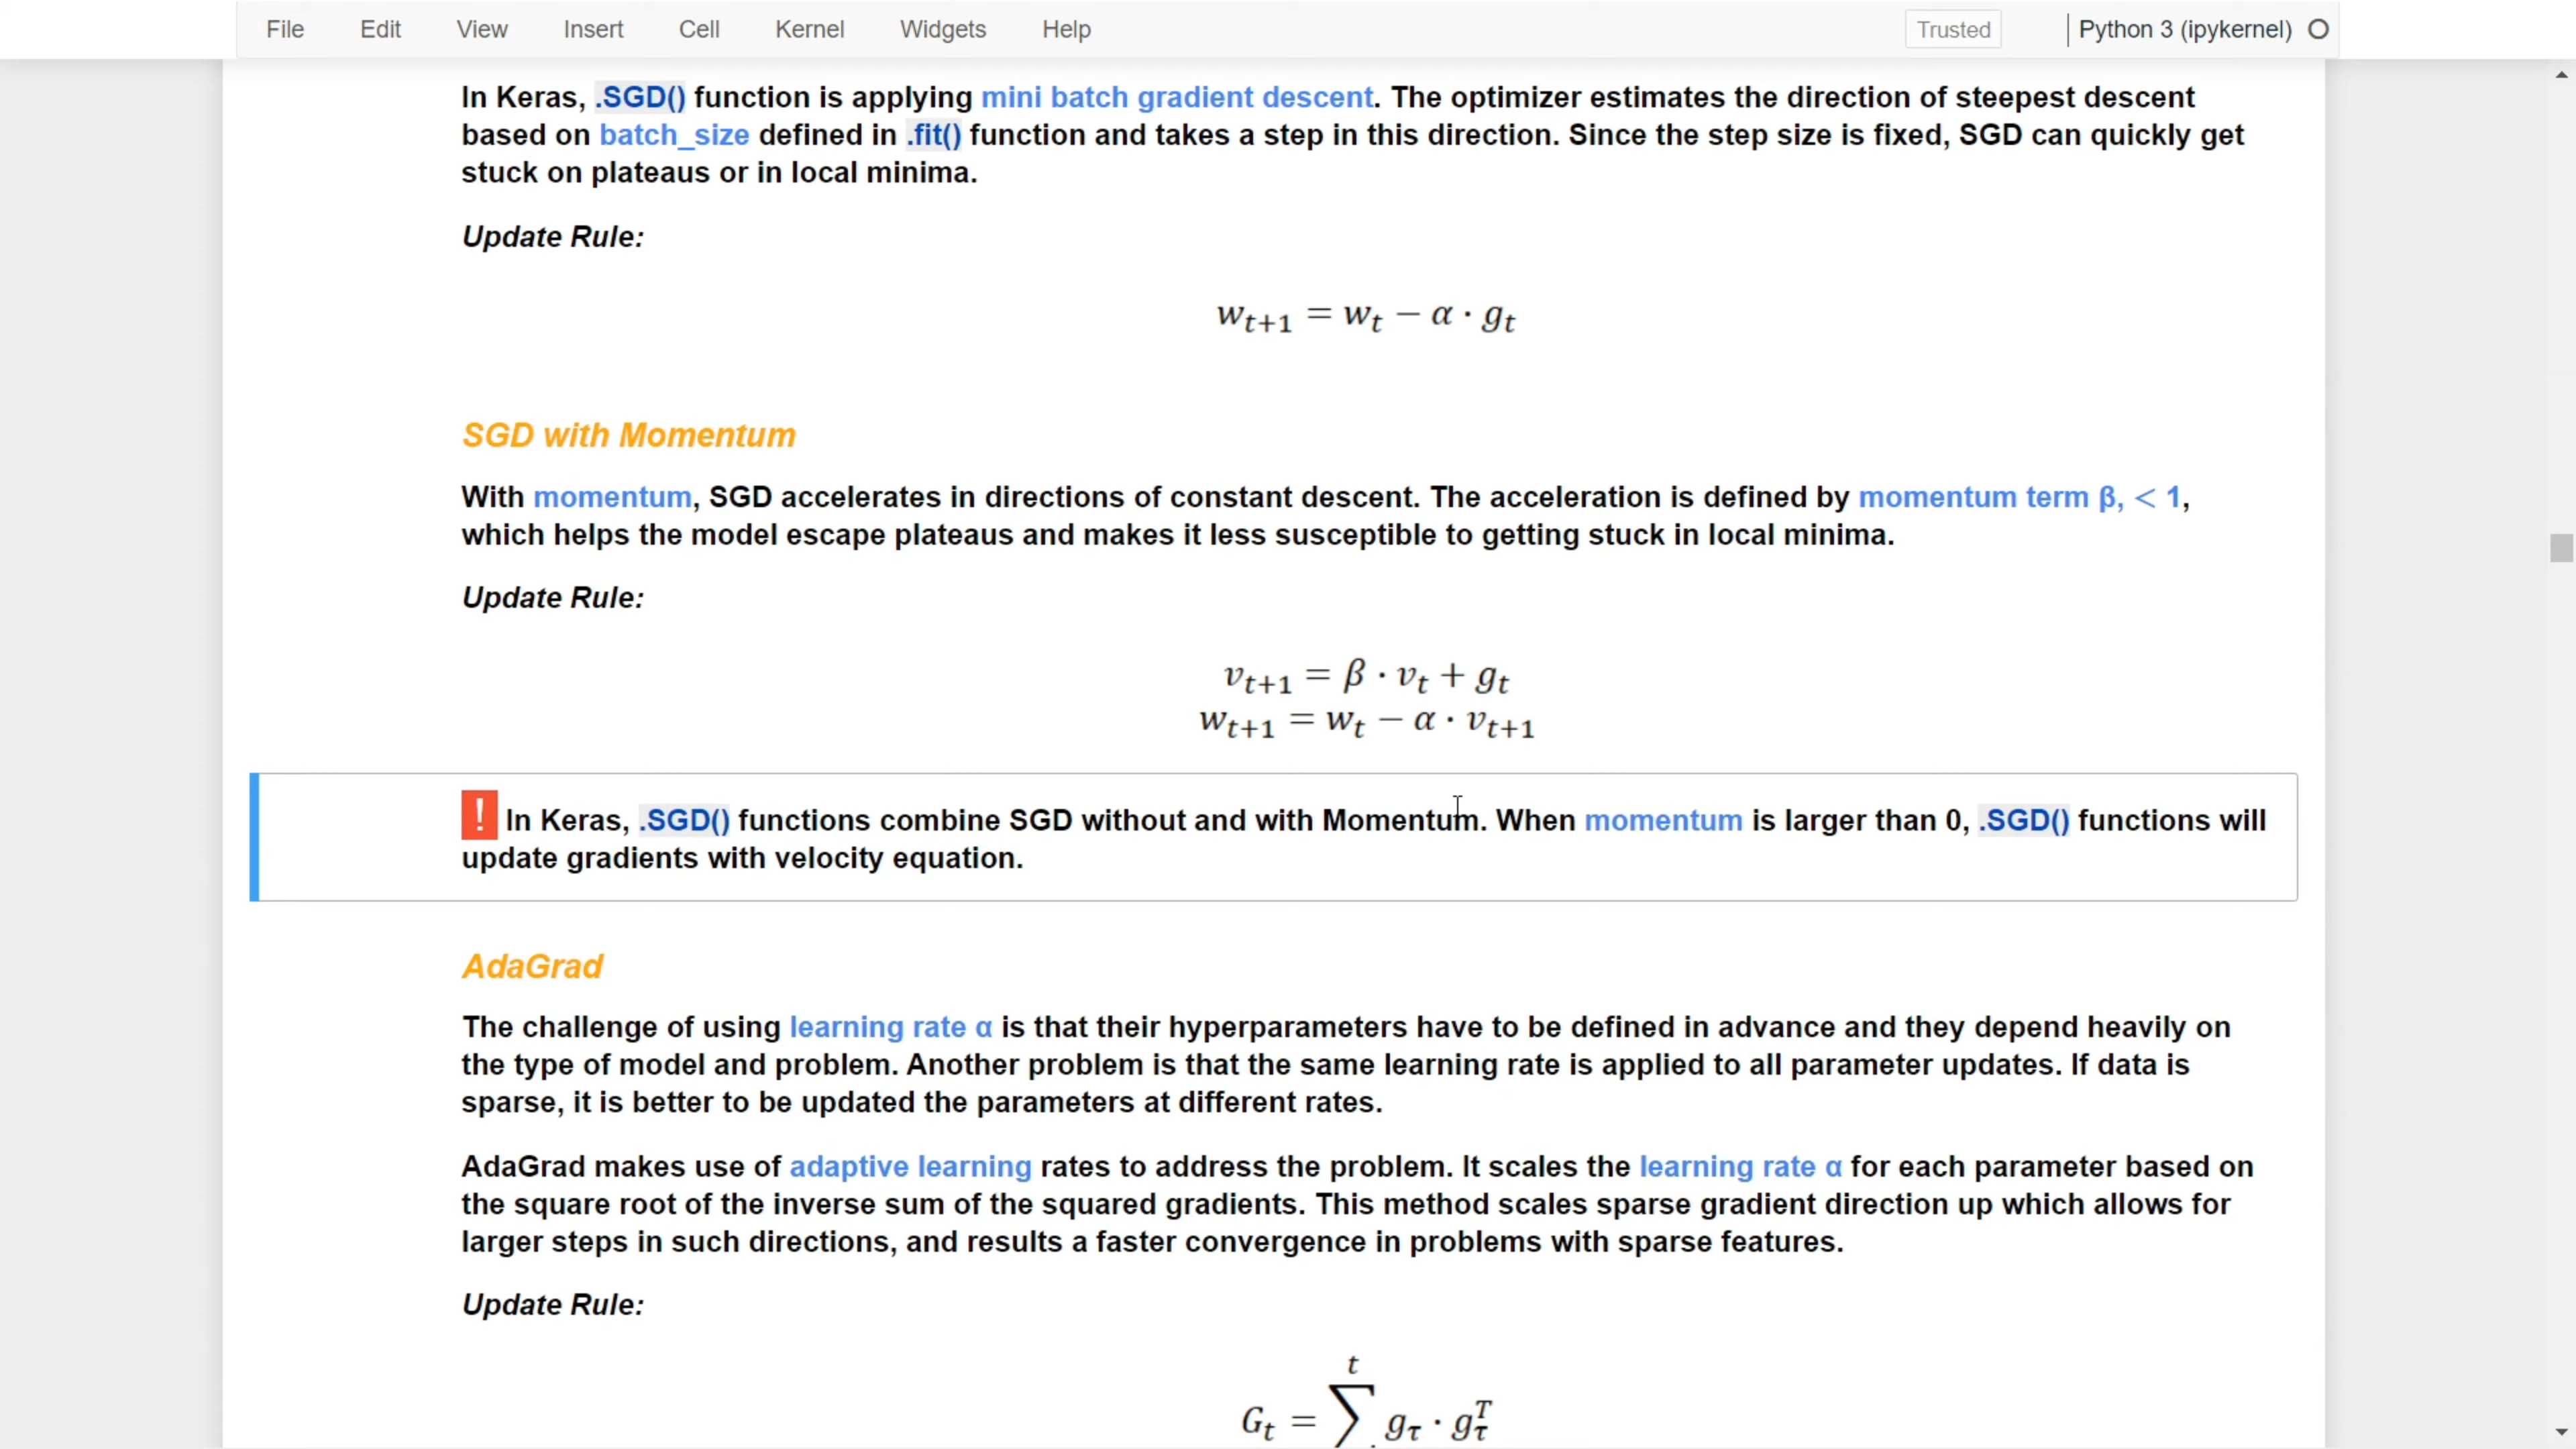 File Edit View Insert Cell Kernel Widgets Help Trusted Python 3 (ipykernel)
In Keras, .SGD() function is applying mini batch gradient descent. The optimizer estimates the direction of steepest descent
based on batch_size defined in .fit() function and takes a step in this direction. Since the step size is fixed, SGD can quickly get
stuck on plateaus or in local minima.
Update Rule:
w_{t+1} = w_t − α · g_t
SGD with Momentum
With momentum, SGD accelerates in directions of constant descent. The acceleration is defined by momentum term β, < 1,
which helps the model escape plateaus and makes it less susceptible to getting stuck in local minima.
Update Rule:
v_{t+1} = β · v_t + g_t
w_{t+1} = w_t − α · v_{t+1}
! In Keras, .SGD() functions combine SGD without and with Momentum. When momentum is larger than 0, .SGD() functions will
update gradients with velocity equation.
AdaGrad
The challenge of using learning rate α is that their hyperparameters have to be defined in advance and they depend heavily on
the type of model and problem. Another problem is that the same learning rate is applied to all parameter updates. If data is
sparse, it is better to be updated the parameters at different rates.
AdaGrad makes use of adaptive learning rates to address the problem. It scales the learning rate α for each parameter based on
the square root of the inverse sum of the squared gradients. This method scales sparse gradient direction up which allows for
larger steps in such directions, and results a faster convergence in problems with sparse features.
Update Rule:
G_t = ∑^t g_τ · g_τ^T